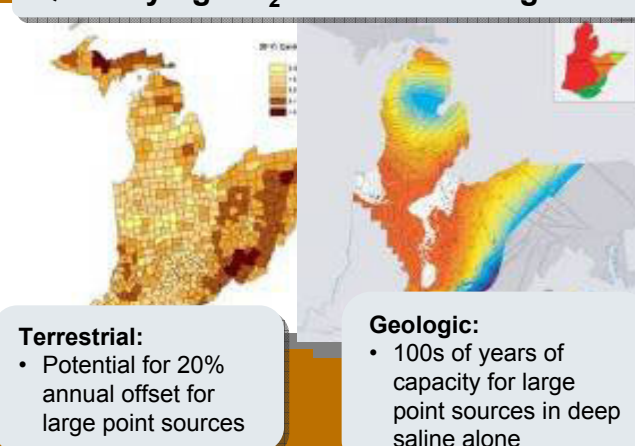 Terrestrial:
• Potential for 20%
annual offset for
large point sources
Geologic:
• 100s of years of
capacity for large
point sources in deep
saline alone